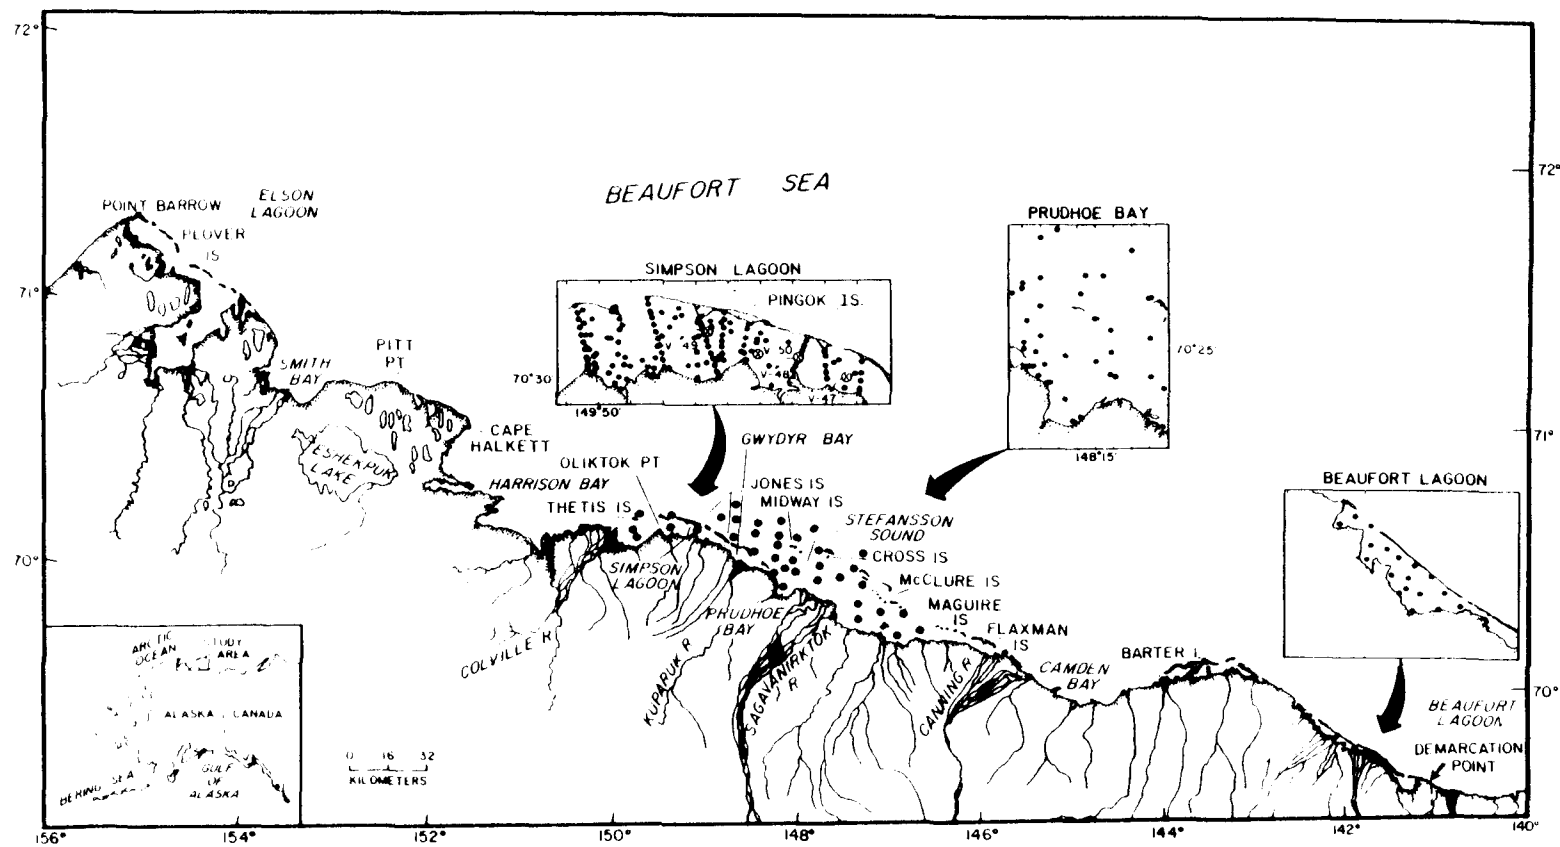 72°
72°
BEAUFORT SEA
ELSON
LAGOON
POINT BARROW
PLOVER
IS
PRUDHOE BAY
70°25'
148°15'
SIMPSON LAGOON
PINGOK IS.
V 49
V 50
V-48
V-47
70°30
149°50'
71°
71°
SMITH
BAY
PITT
PT
CAPE
HALKETT
TESHEKPUK
LAKE
HARRISON BAY
OLIKTOK PT
THETIS IS
GWYDYR BAY
JONES IS
MIDWAY IS
STEFANSSON
SOUND
CROSS IS
McCLURE IS
MAGUIRE
IS
FLAXMAN
IS
CAMDEN
BAY
BARTER I.
BEAUFORT LAGOON
BEAUFORT
LAGOON
DEMARCATION
POINT
70°
70°
SIMPSON
LAGOON
PRUDHOE
BAY
COLVILLE R
KUPARUK R
SAGAVANIRKTOK
R
CANNING R
ARCTIC
OCEAN
STUDY
AREA
ALASKA
CANADA
GULF
OF
ALASKA
BERING
SEA
0 16 32
KILOMETERS
156° 154° 152° 150° 148° 146° 144° 142° 140°